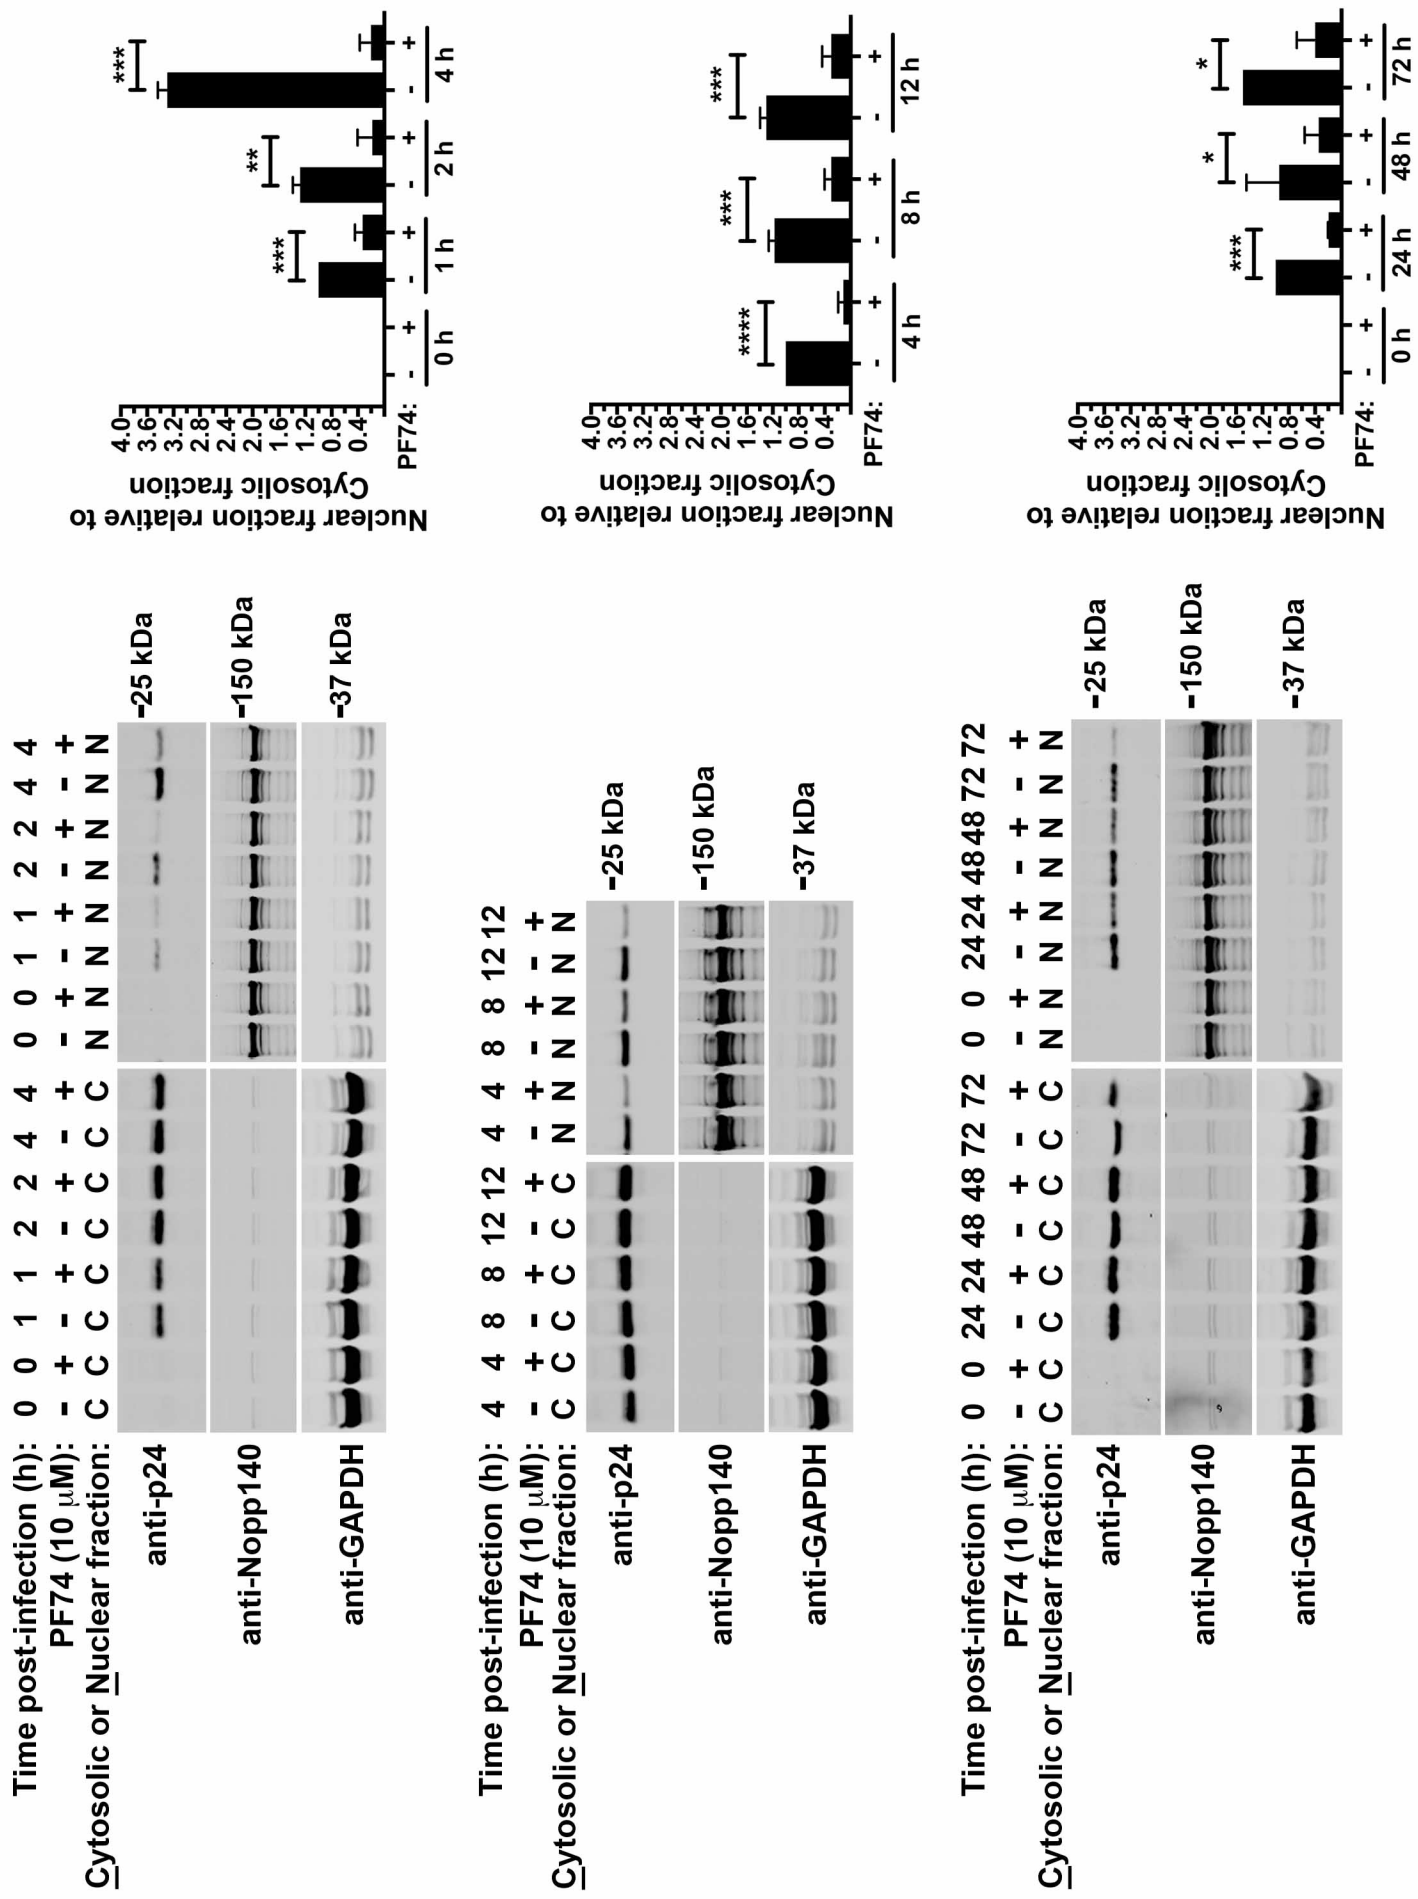 Time post-infection (h): 0 0 1 1 2 2 4 4 0 0 1 1 2 2 4 4
PF74 (10 μM): - + - + - + - + - + - + - + - +
Cytosolic or Nuclear fraction: C C C C C C C C N N N N N N N N
anti-p24 -25 kDa
anti-Nopp140 -150 kDa
anti-GAPDH -37 kDa
Nuclear fraction relative to
Cytosolic fraction
4.0
3.6
3.2
2.8
2.4
2.0
1.6
1.2
0.8
0.4
*** ** ***
PF74: - + - + - + - +
0 h 1 h 2 h 4 h
Time post-infection (h): 4 4 8 8 12 12 4 4 8 8 12 12
PF74 (10 μM): - + - + - + - + - + - +
Cytosolic or Nuclear fraction: C C C C C C N N N N N N
anti-p24 -25 kDa
anti-Nopp140 -150 kDa
anti-GAPDH -37 kDa
Nuclear fraction relative to
Cytosolic fraction
4.0
3.6
3.2
2.8
2.4
2.0
1.6
1.2
0.8
0.4
**** *** ***
PF74: - + - + - +
4 h 8 h 12 h
Time post-infection (h): 0 0 24 24 48 48 72 72 0 0 24 24 48 48 72 72
PF74 (10 μM): - + - + - + - + - + - + - + - +
Cytosolic or Nuclear fraction: C C C C C C C C N N N N N N N N
anti-p24 -25 kDa
anti-Nopp140 -150 kDa
anti-GAPDH -37 kDa
Nuclear fraction relative to
Cytosolic fraction
4.0
3.6
3.2
2.8
2.4
2.0
1.6
1.2
0.8
0.4
*** * *
PF74: - + - + - + - +
0 h 24 h 48 h 72 h